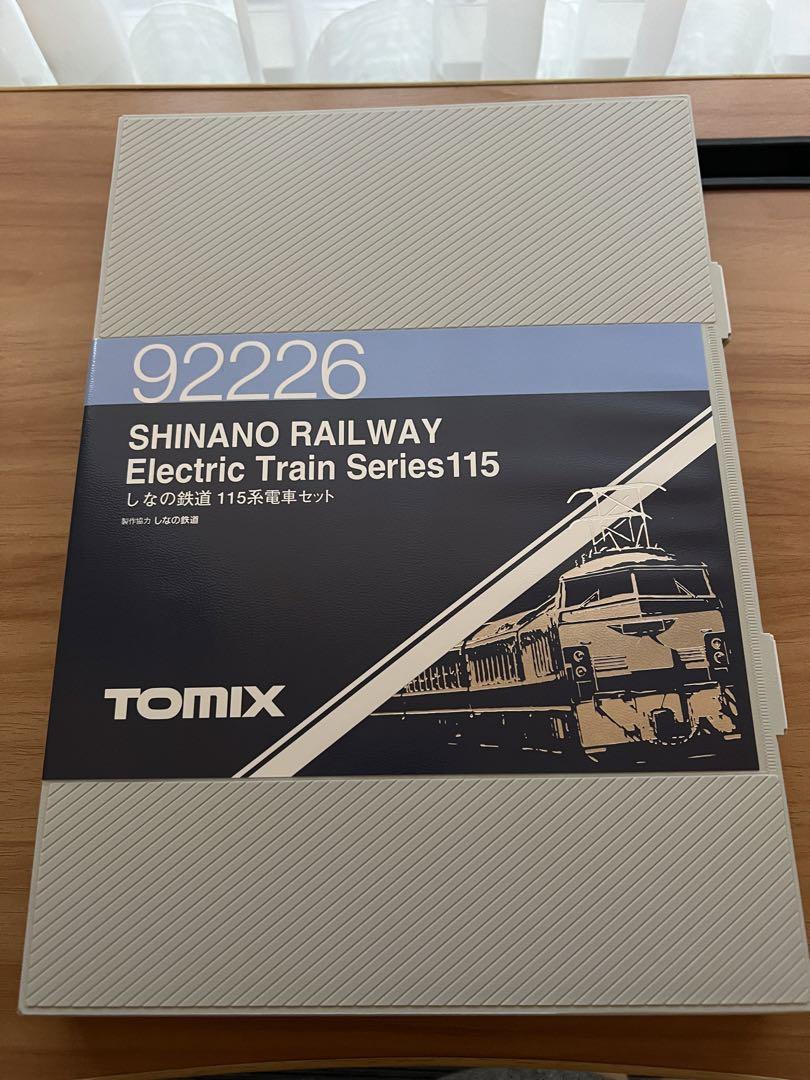 92226
SHINANO RAILWAY
Electric Train Series115
しなの鉄道 115系電車セット
製作協力 しなの鉄道
TOMIX